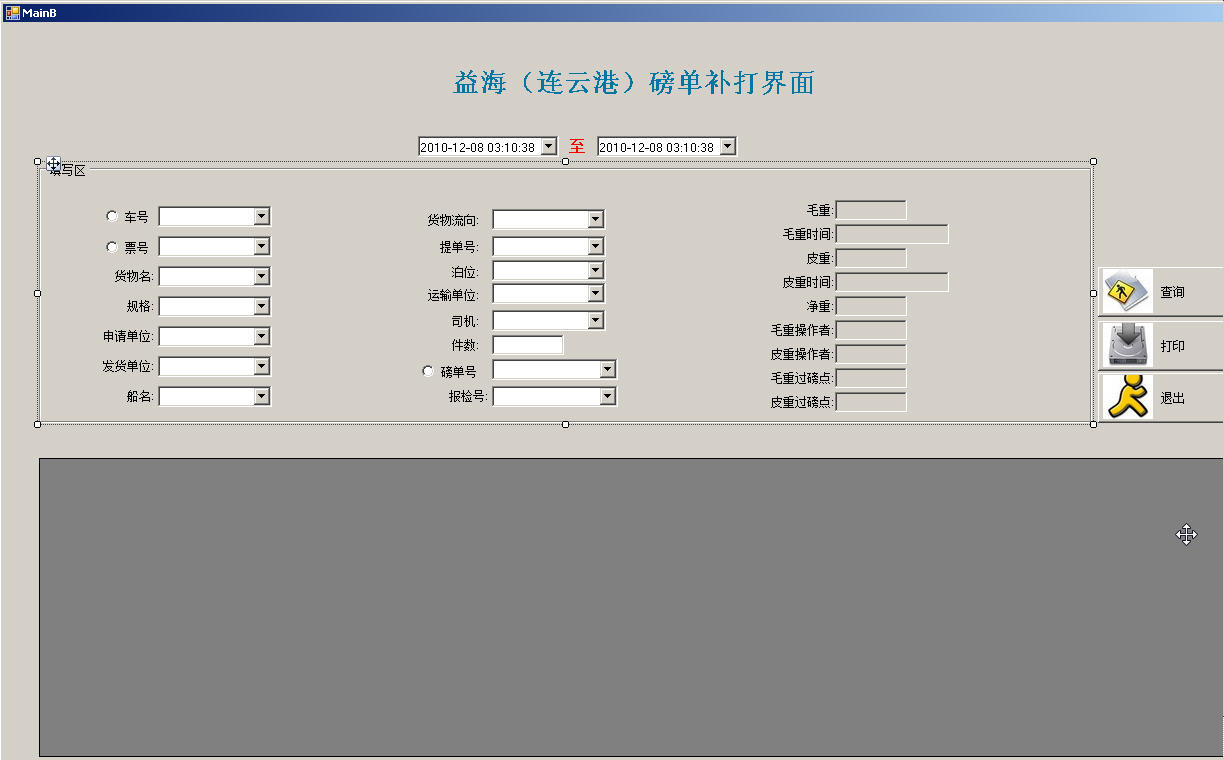 MainB
益海（连云港）磅单补打界面
2010-12-08 03:10:38 至 2010-12-08 03:10:38
填写区
车号
票号
货物名:
规格:
申请单位:
发货单位:
船名:
货物流向:
提单号:
泊位:
运输单位:
司机:
件数:
磅单号
报检号:
毛重:
毛重时间:
皮重:
皮重时间:
净重:
毛重操作者:
皮重操作者:
毛重过磅点:
皮重过磅点:
查询
打印
退出